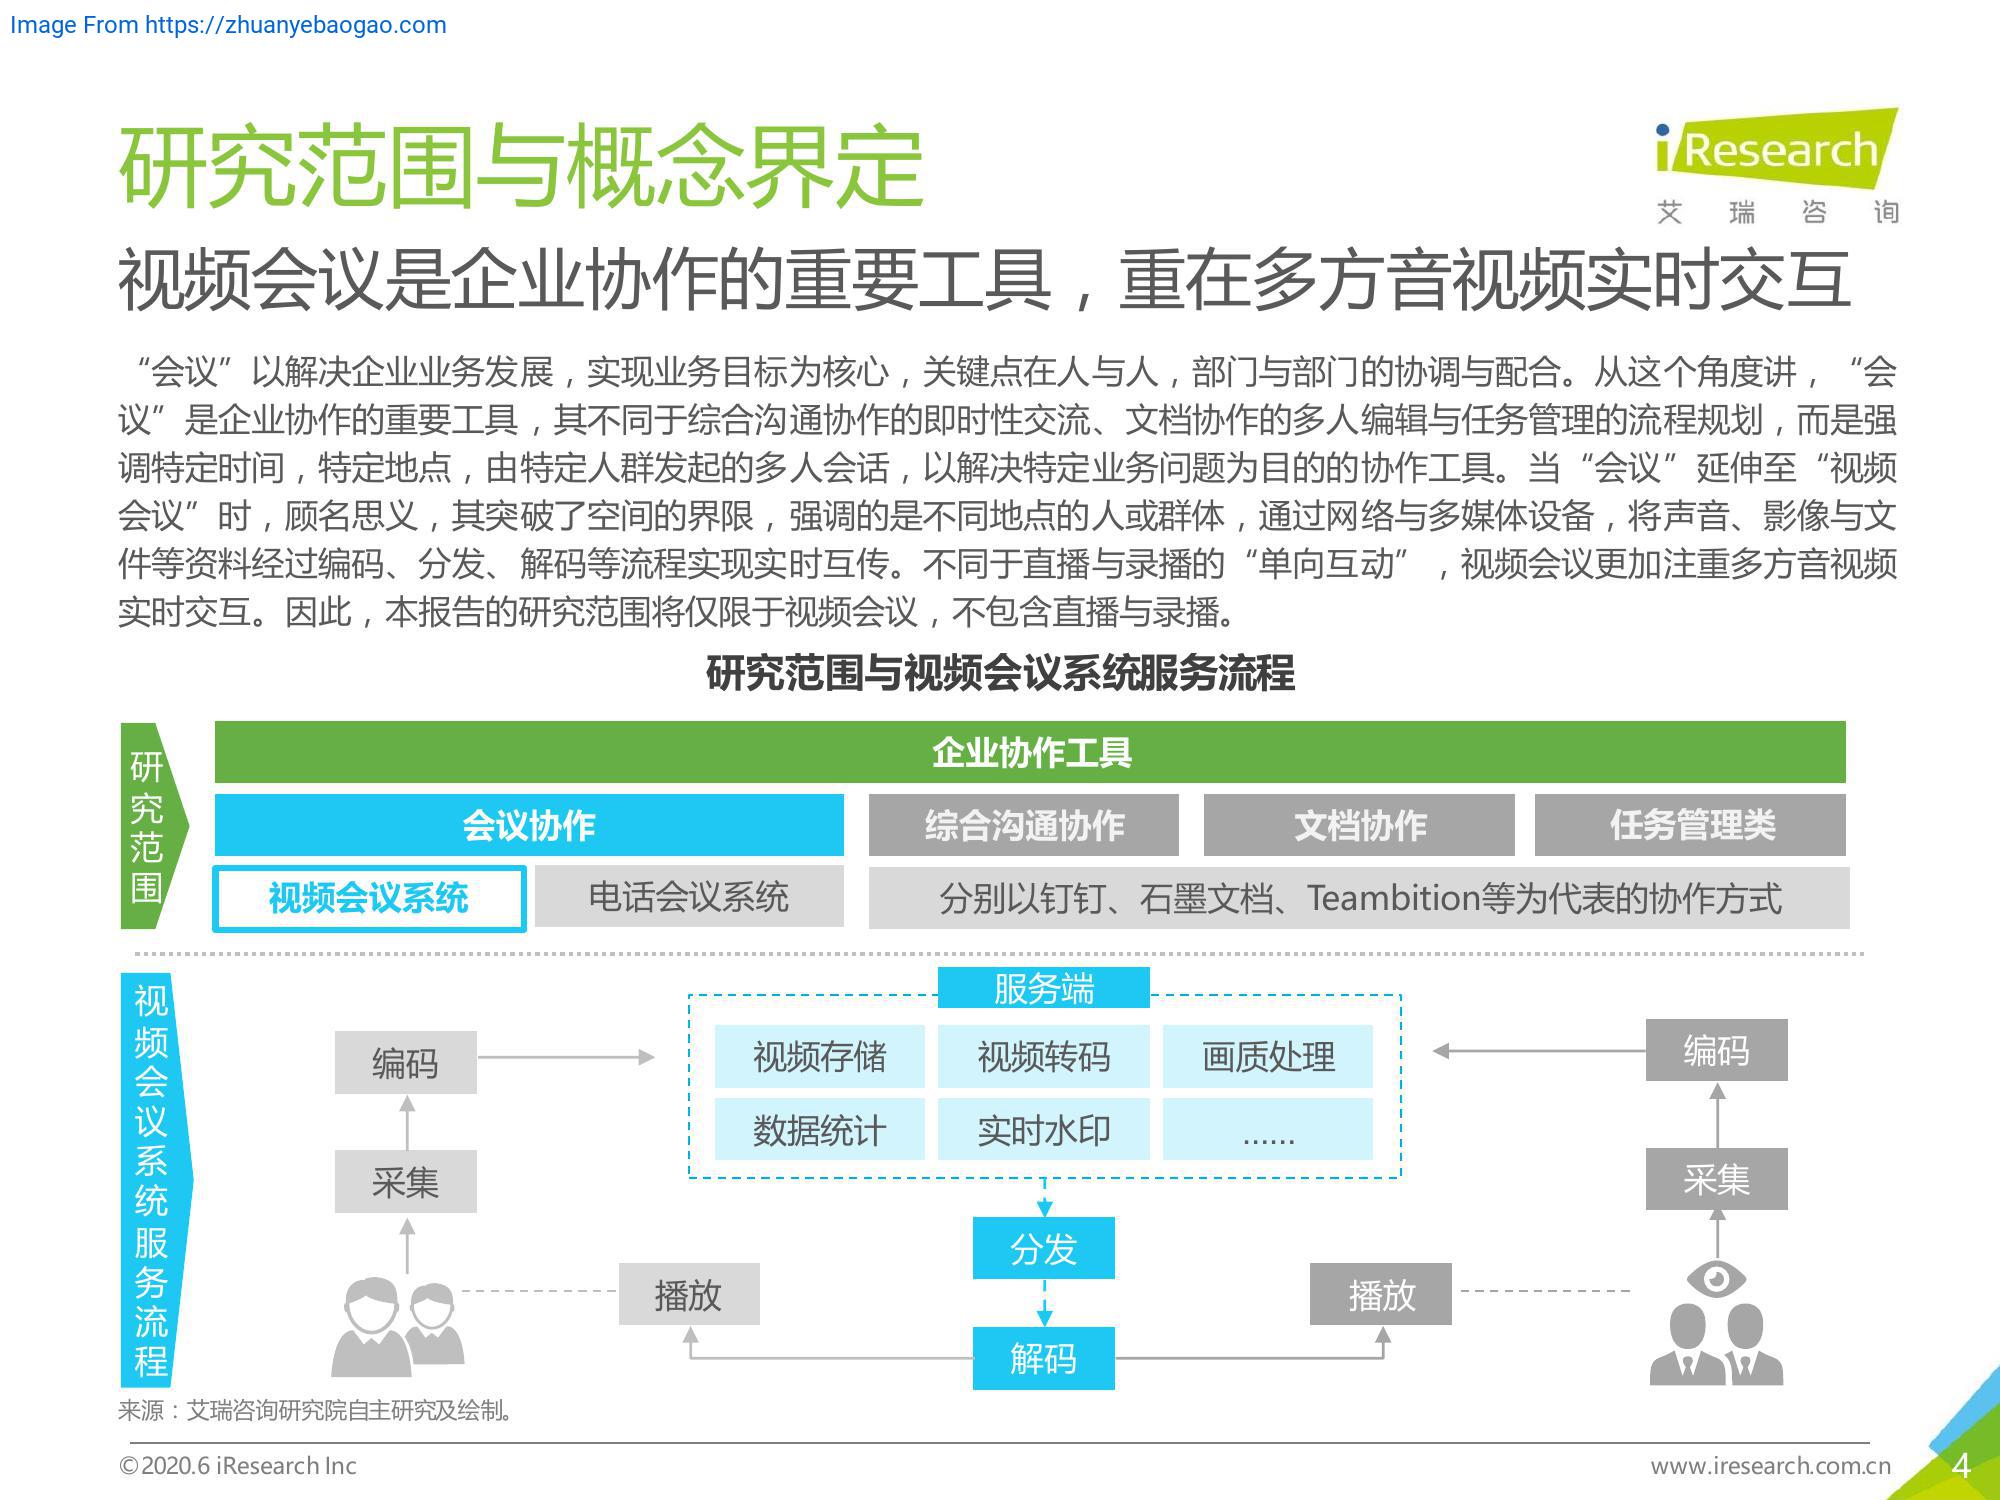 Image From https://zhuanyebaogao.com
研究范围与概念界定
iResearch
艾瑞咨询
视频会议是企业协作的重要工具，重在多方音视频实时交互
“会议”以解决企业业务发展，实现业务目标为核心，关键点在人与人，部门与部门的协调与配合。从这个角度讲，“会
议”是企业协作的重要工具，其不同于综合沟通协作的即时性交流、文档协作的多人编辑与任务管理的流程规划，而是强
调特定时间，特定地点，由特定人群发起的多人会话，以解决特定业务问题为目的的协作工具。当“会议”延伸至“视频
会议”时，顾名思义，其突破了空间的界限，强调的是不同地点的人或群体，通过网络与多媒体设备，将声音、影像与文
件等资料经过编码、分发、解码等流程实现实时互传。不同于直播与录播的“单向互动”，视频会议更加注重多方音视频
实时交互。因此，本报告的研究范围将仅限于视频会议，不包含直播与录播。
研究范围与视频会议系统服务流程
研究范围
企业协作工具
会议协作
综合沟通协作
文档协作
任务管理类
视频会议系统
电话会议系统
分别以钉钉、石墨文档、Teambition等为代表的协作方式
视频会议系统服务流程
服务端
编码
视频存储
视频转码
画质处理
编码
数据统计
实时水印
……
采集
采集
分发
播放
播放
解码
来源：艾瑞咨询研究院自主研究及绘制。
©2020.6 iResearch Inc
www.iresearch.com.cn
4